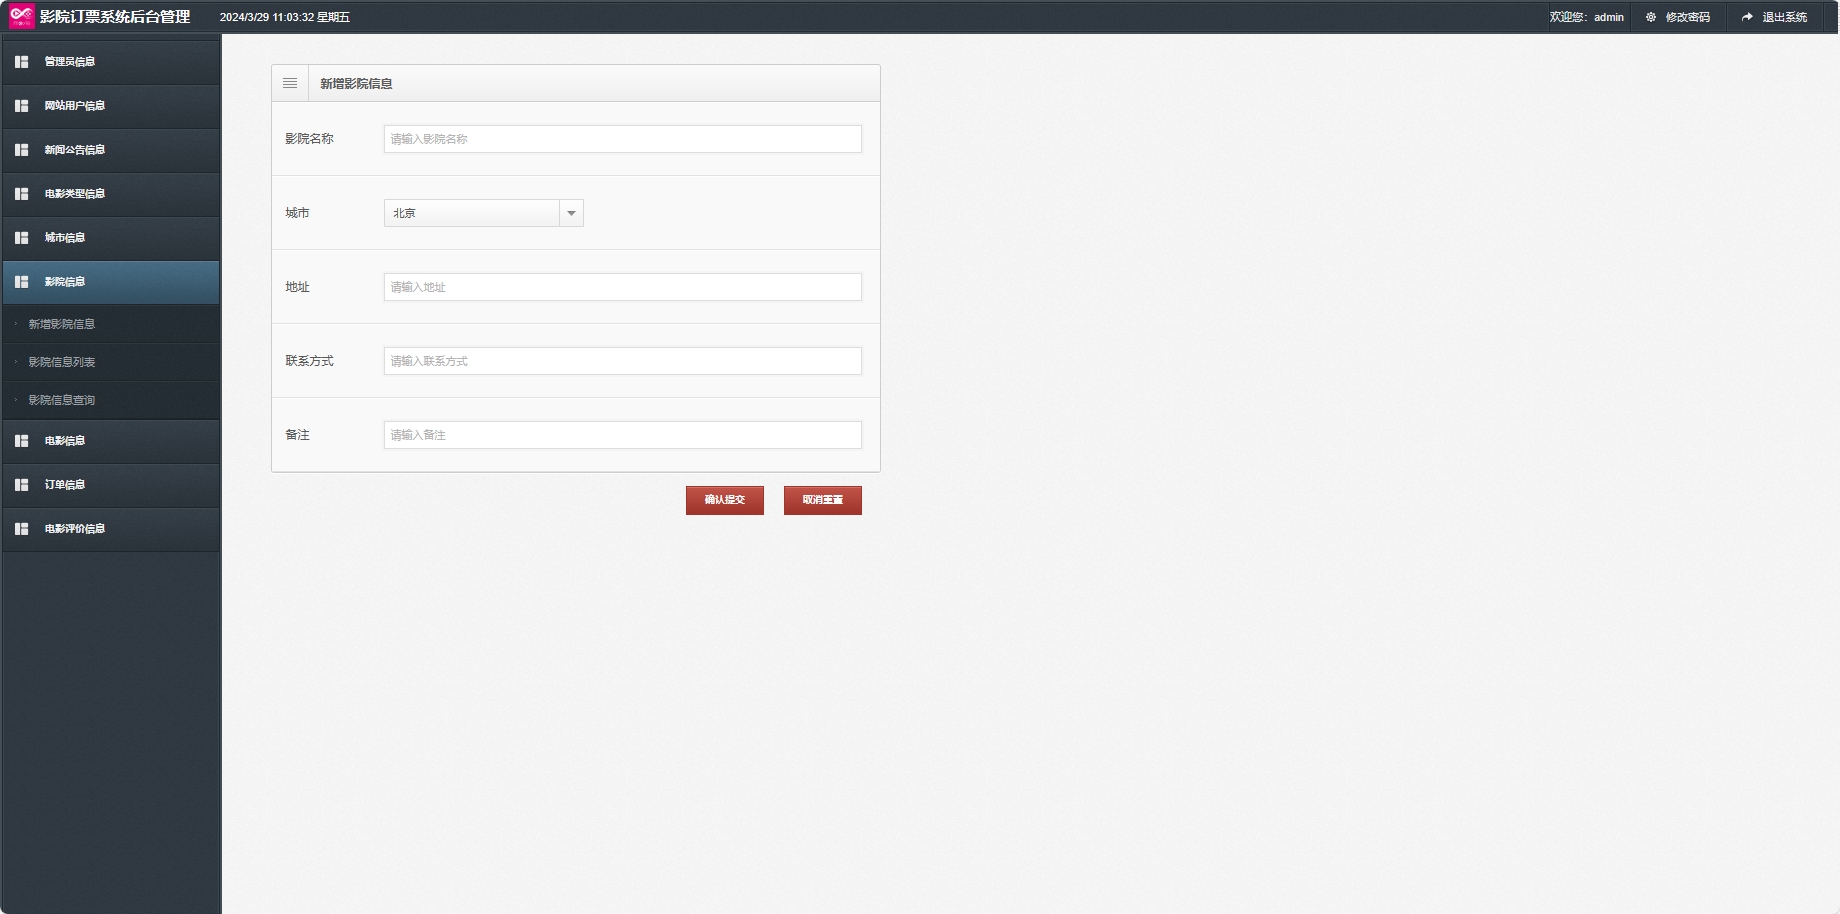 影院订票系统后台管理 2024/3/29 11:03:32 星期五 欢迎您：admin 修改密码 退出系统
管理员信息
网站用户信息
新闻公告信息
电影类型信息
城市信息
影院信息
新增影院信息
影院信息列表
影院信息查询
电影信息
订单信息
电影评价信息
新增影院信息
影院名称 请输入影院名称
城市 北京
地址 请输入地址
联系方式 请输入联系方式
备注 请输入备注
确认提交 取消重置